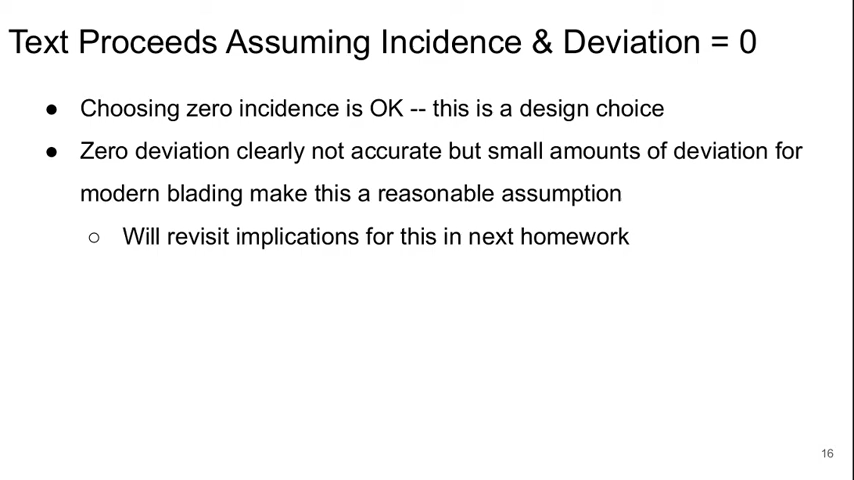 Text Proceeds Assuming Incidence & Deviation = 0
● Choosing zero incidence is OK -- this is a design choice
● Zero deviation clearly not accurate but small amounts of deviation for
modern blading make this a reasonable assumption
○ Will revisit implications for this in next homework
16